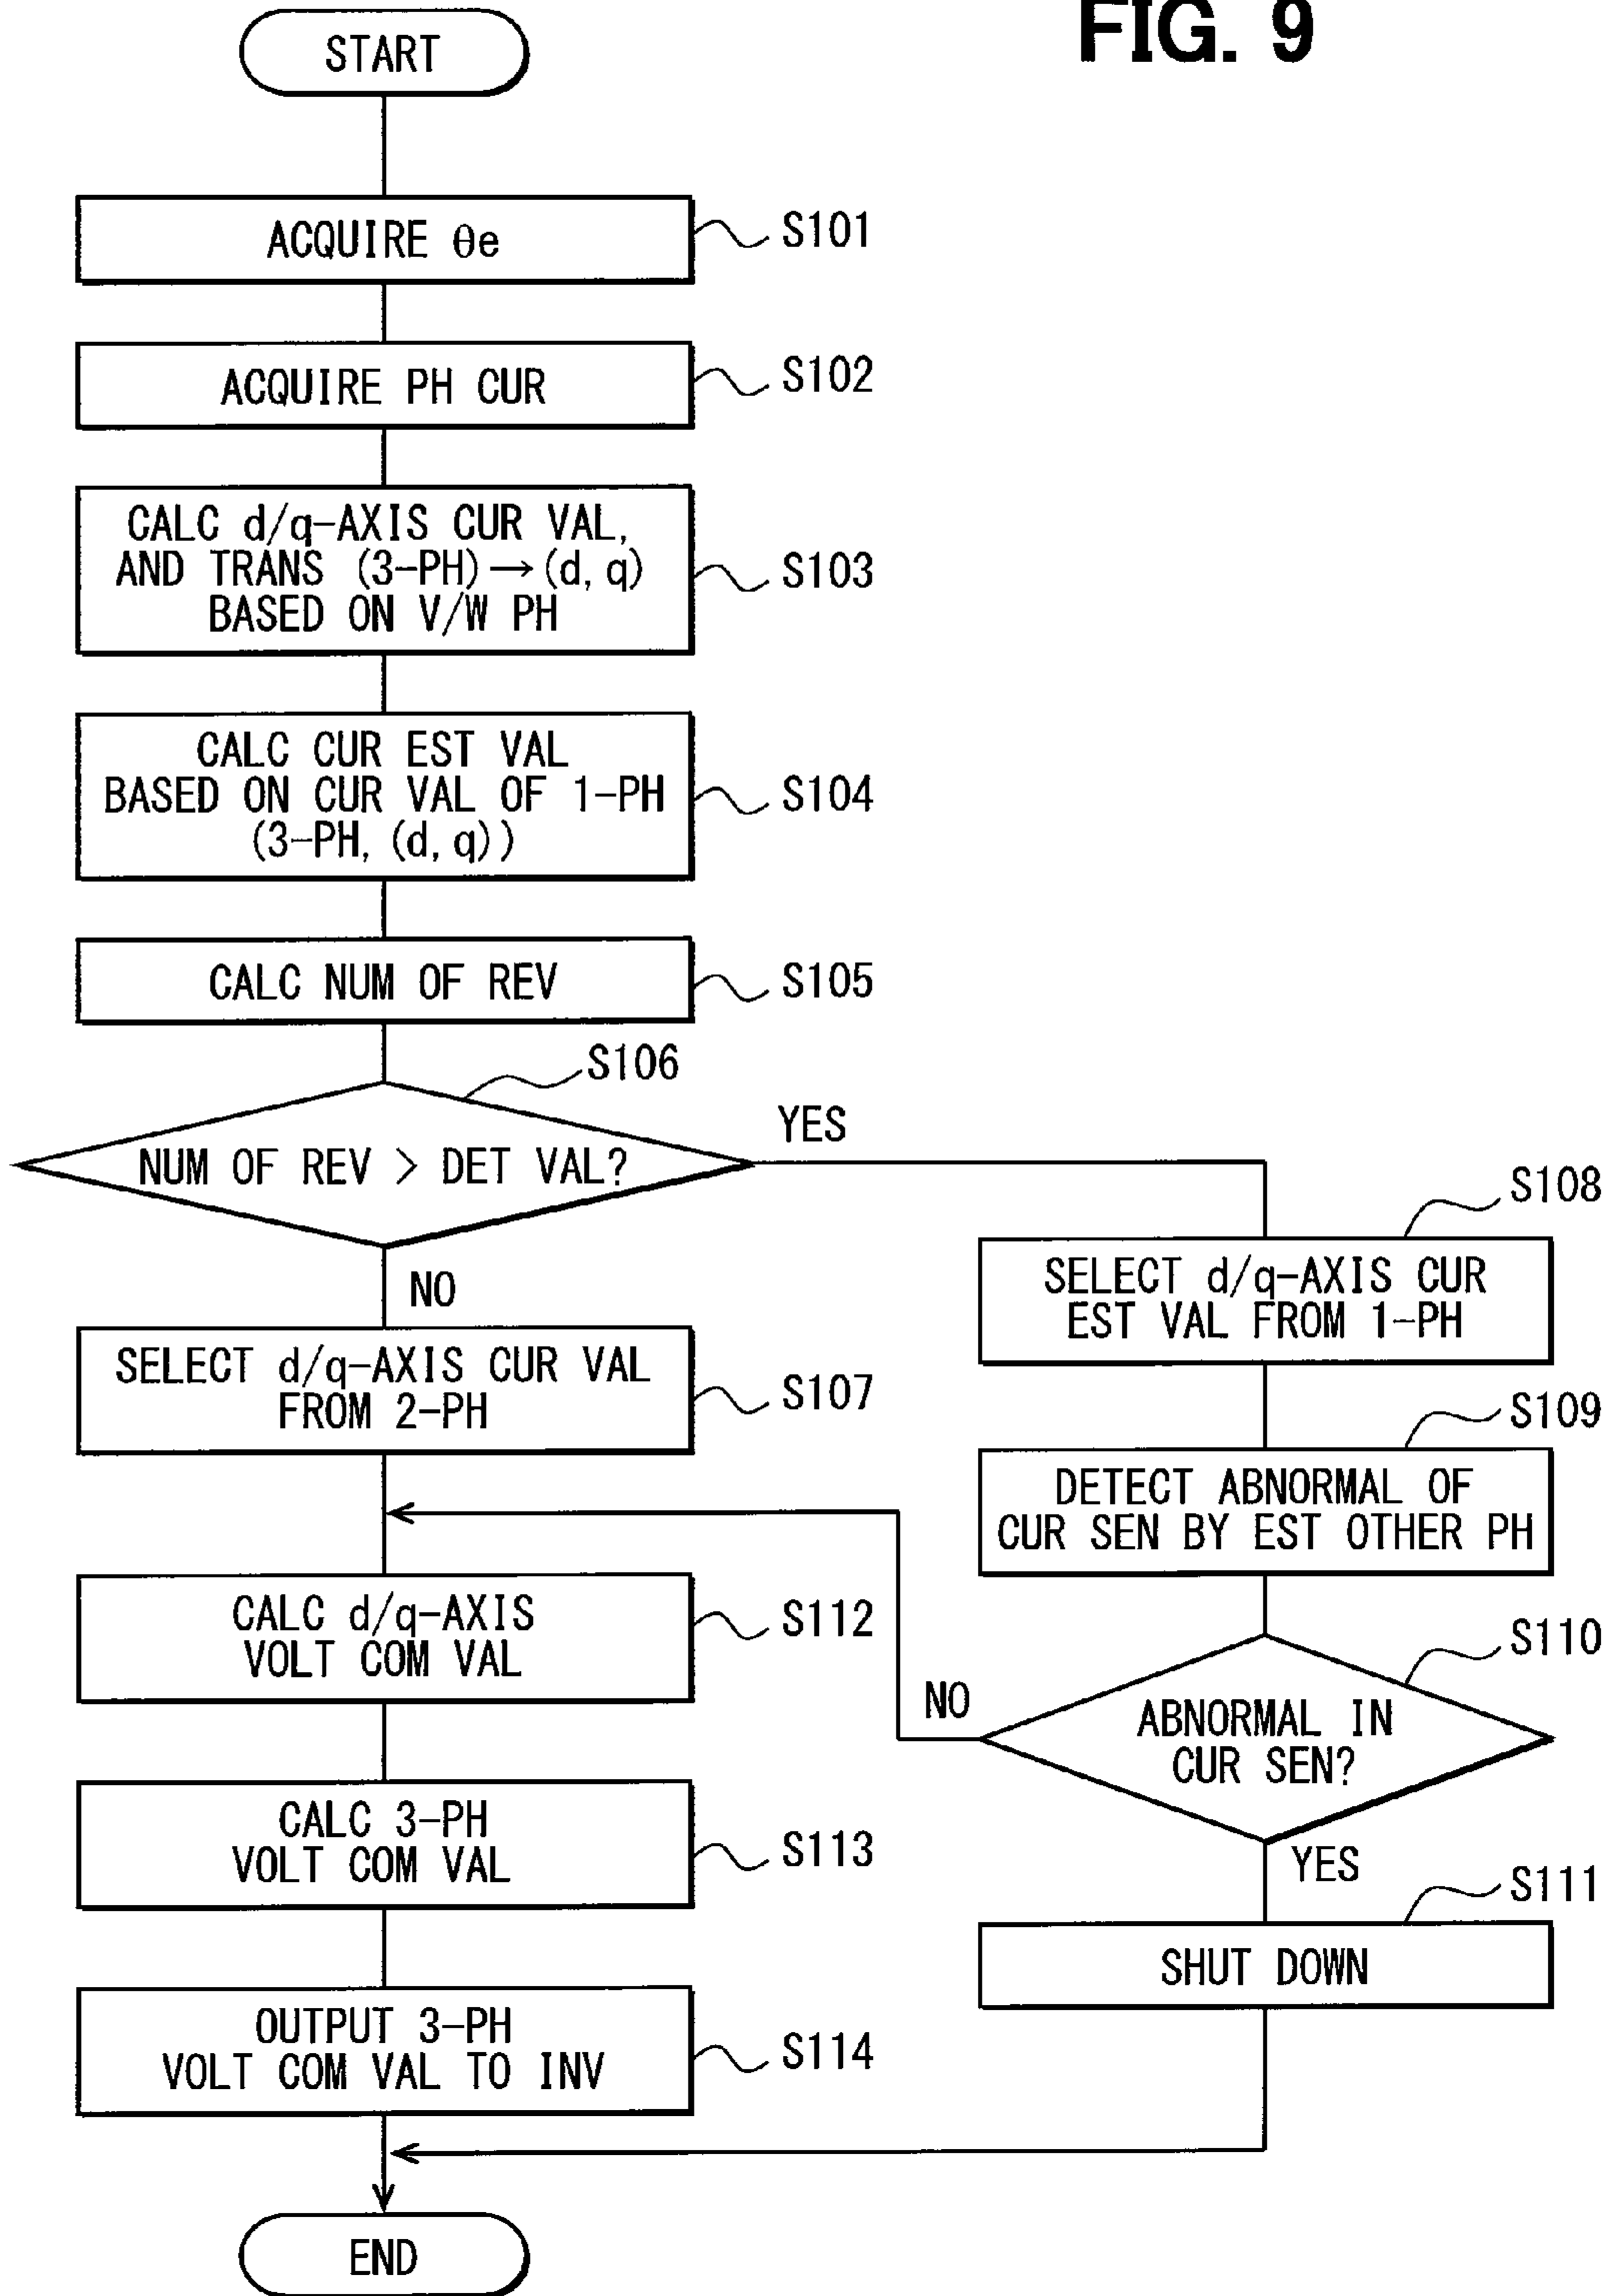 FIG. 9
START
ACQUIRE θe
S101
ACQUIRE PH CUR
S102
CALC d/q-AXIS CUR VAL,
AND TRANS (3-PH)→(d,q)
BASED ON V/W PH
S103
CALC CUR EST VAL
BASED ON CUR VAL OF 1-PH
(3-PH, (d,q))
S104
CALC NUM OF REV
S105
S106
NUM OF REV > DET VAL?
YES
NO
SELECT d/q-AXIS CUR VAL
FROM 2-PH
S107
S108
SELECT d/q-AXIS CUR
EST VAL FROM 1-PH
S109
DETECT ABNORMAL OF
CUR SEN BY EST OTHER PH
S110
ABNORMAL IN
CUR SEN?
NO
YES
S111
SHUT DOWN
CALC d/q-AXIS
VOLT COM VAL
S112
CALC 3-PH
VOLT COM VAL
S113
OUTPUT 3-PH
VOLT COM VAL TO INV
S114
END